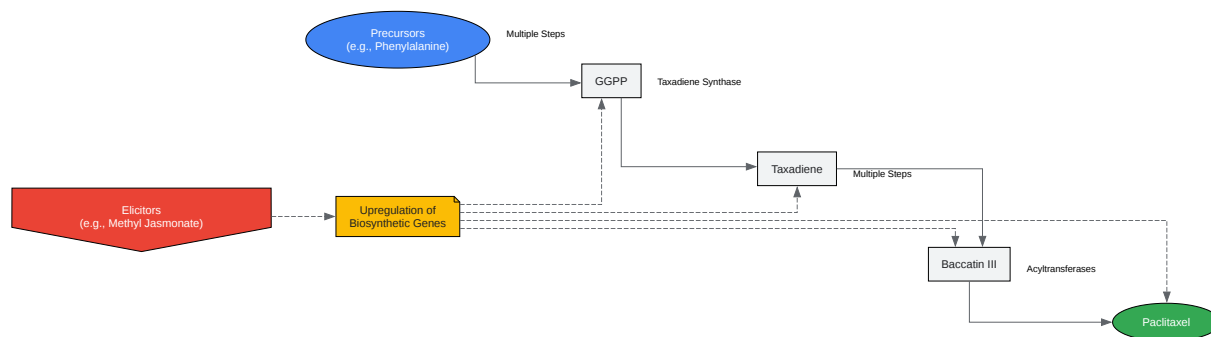 Precursors
(e.g., Phenylalanine)
Multiple Steps
GGPP
Taxadiene Synthase
Taxadiene
Multiple Steps
Elicitors
(e.g., Methyl Jasmonate)
Upregulation of
Biosynthetic Genes
Baccatin III
Acyltransferases
Paclitaxel